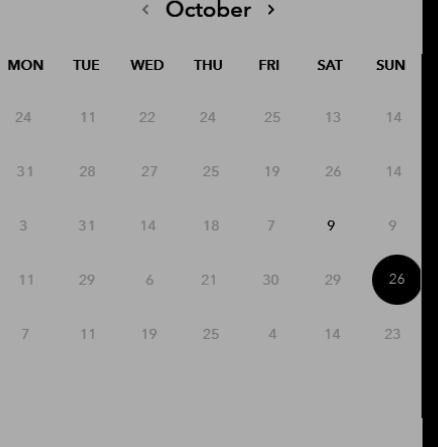 ‹ October ›
MON TUE WED THU FRI SAT SUN
24 11 22 24 25 13 14
31 28 27 25 19 26 14
3 31 14 18 7 9 9
11 29 6 21 30 29 26
7 11 19 25 4 14 23